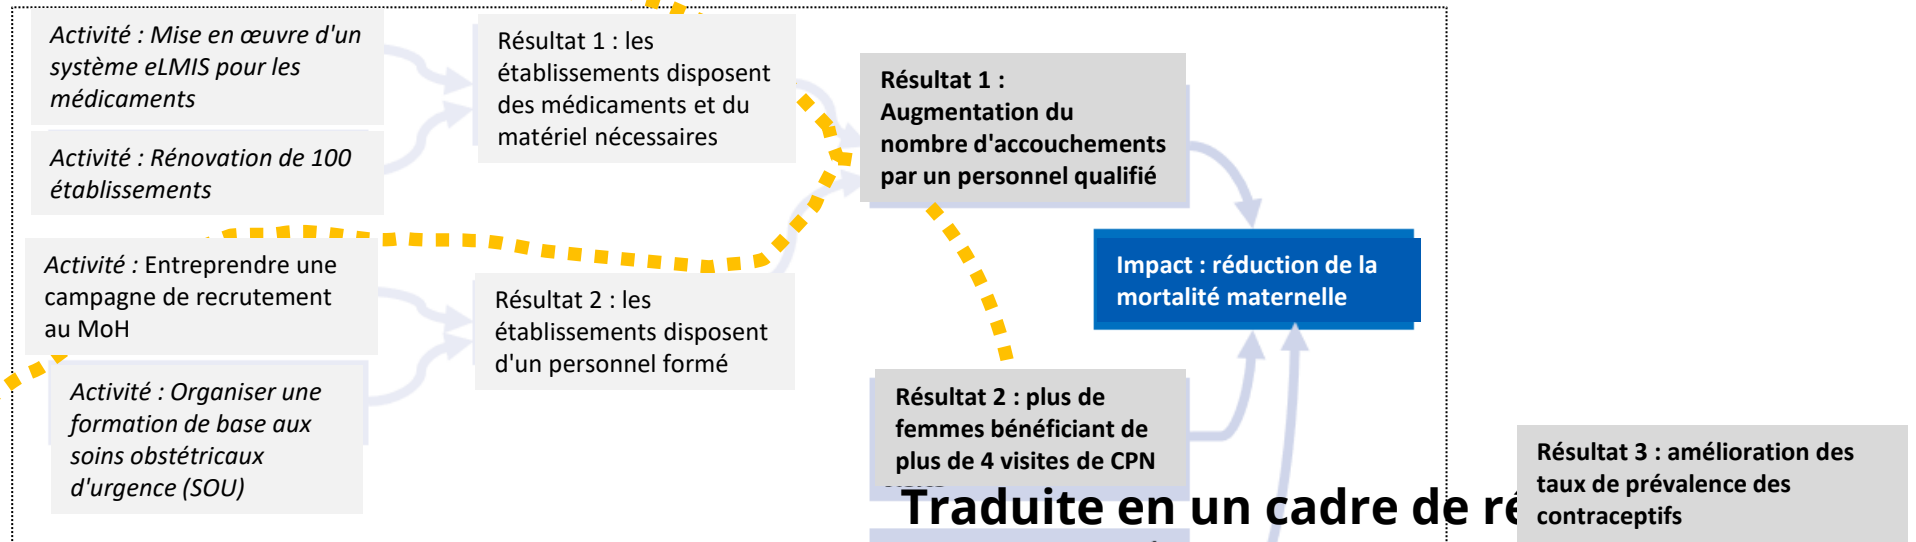 Activité : Mise en œuvre d'un
système eLMIS pour les
médicaments
Activité : Rénovation de 100
établissements
Activité : Entreprendre une
campagne de recrutement
au MoH
Activité : Organiser une
formation de base aux
soins obstétricaux
d'urgence (SOU)
Résultat 1 : les
établissements disposent
des médicaments et du
matériel nécessaires
Résultat 2 : les
établissements disposent
d'un personnel formé
Résultat 1 :
Augmentation du
nombre d'accouchements
par un personnel qualifié
Impact : réduction de la
mortalité maternelle
Résultat 2 : plus de
femmes bénéficiant de
plus de 4 visites de CPN
Traduite en un cadre de
Résultat 3 : amélioration des
taux de prévalence des
contraceptifs